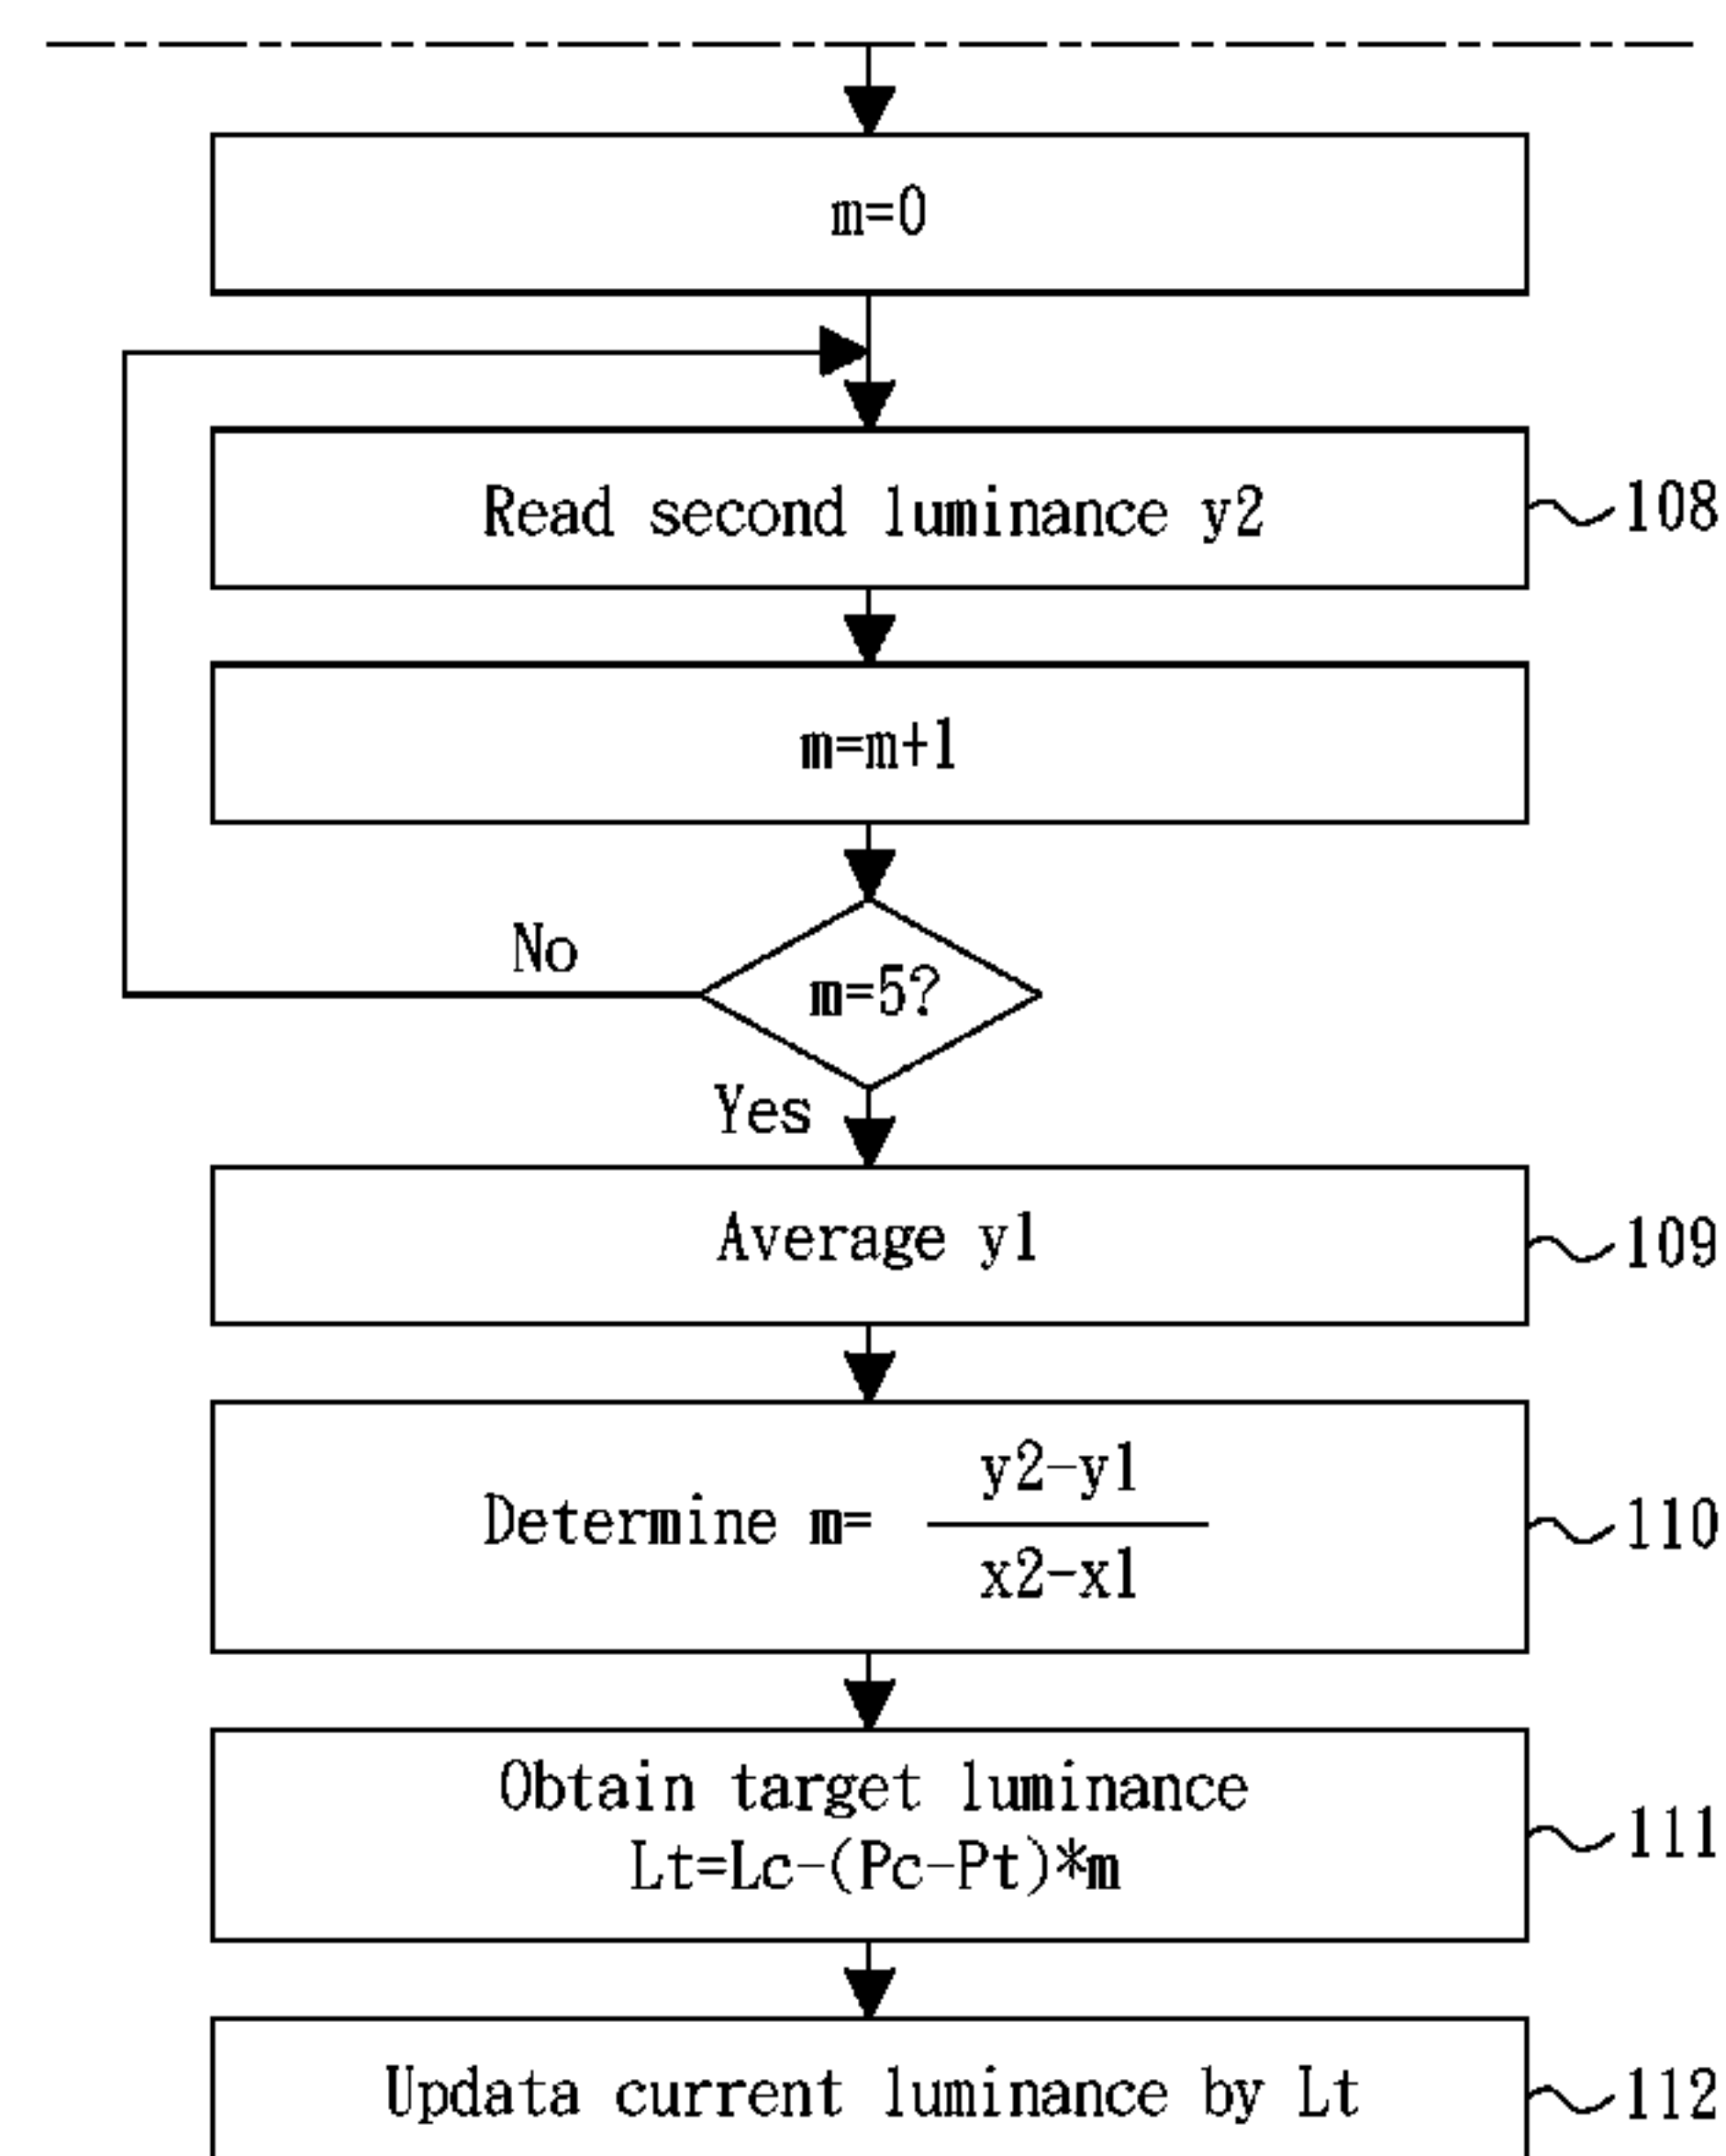 m=0
Read second luminance y2
108
m=m+1
No
m=5?
Yes
Average y1
109
Determine m=
y2-y1
x2-x1
110
Obtain target luminance
Lt=Lc-(Pc-Pt)*m
111
Updata current luminance by Lt
112